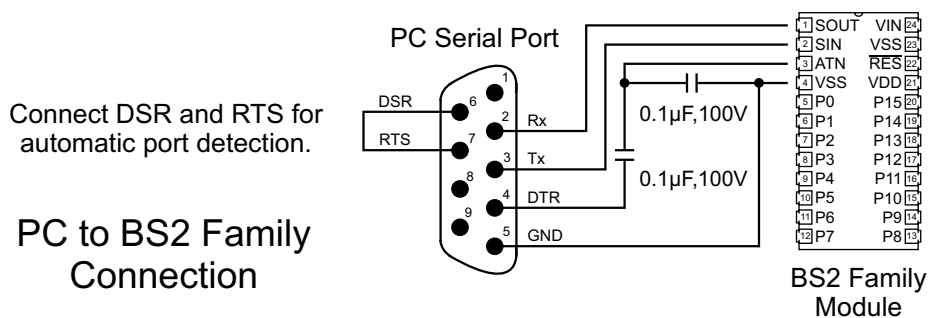 PC Serial Port
Connect DSR and RTS for
automatic port detection.
PC to BS2 Family
Connection
DSR
RTS
1
6
2
7
3
8
4
9
5
Rx
Tx
DTR
GND
0.1µF,100V
0.1µF,100V
1 SOUT VIN 24
2 SIN VSS 23
3 ATN RES 22
4 VSS VDD 21
5 P0 P15 20
6 P1 P14 19
7 P2 P13 18
8 P3 P12 17
9 P4 P11 16
10 P5 P10 15
11 P6 P9 14
12 P7 P8 13
BS2 Family
Module